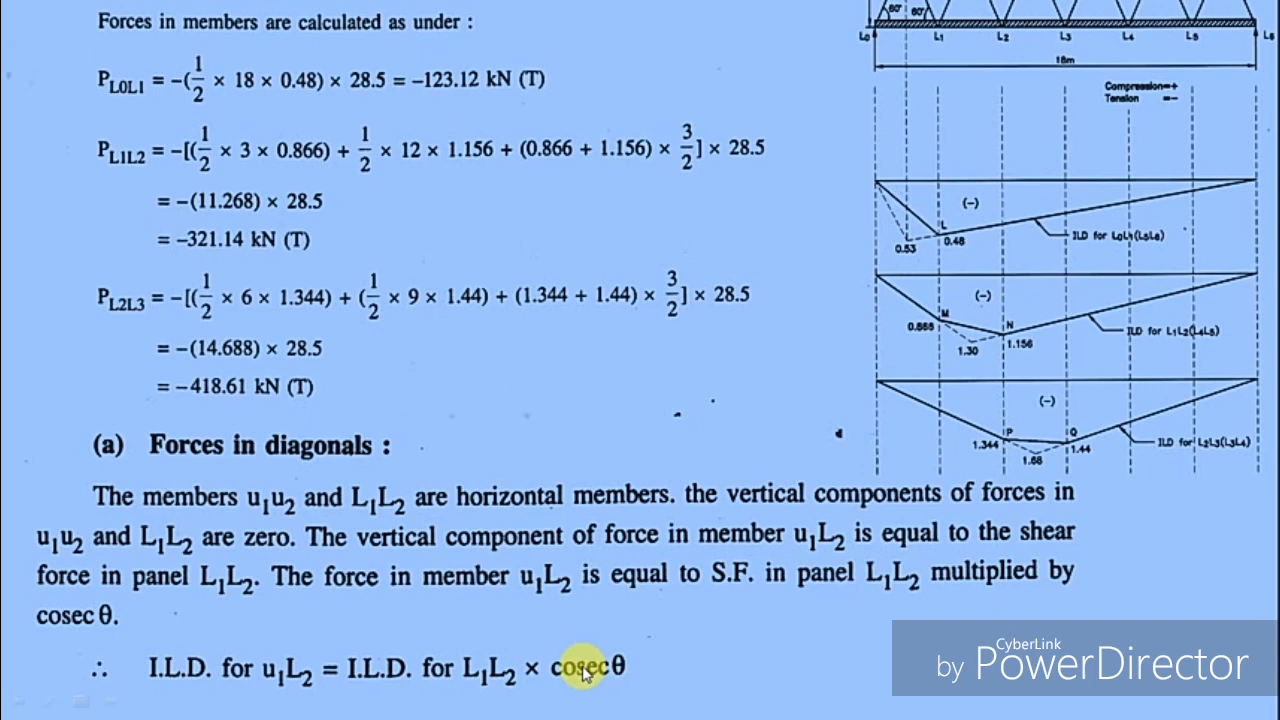 Forces in members are calculated as under :
P_L0L1 = −(1/2 × 18 × 0.48) × 28.5 = −123.12 kN (T)
P_L1L2 = −[(1/2 × 3 × 0.866) + 1/2 × 12 × 1.156 + (0.866 + 1.156) × 3/2] × 28.5
= −(11.268) × 28.5
= −321.14 kN (T)
P_L2L3 = −[(1/2 × 6 × 1.344) + (1/2 × 9 × 1.44) + (1.344 + 1.44) × 3/2] × 28.5
= −(14.688) × 28.5
= −418.61 kN (T)
(a) Forces in diagonals :
The members u₁u₂ and L₁L₂ are horizontal members. the vertical components of forces in
u₁u₂ and L₁L₂ are zero. The vertical component of force in member u₁L₂ is equal to the shear
force in panel L₁L₂. The force in member u₁L₂ is equal to S.F. in panel L₁L₂ multiplied by
cosec θ.
∴ I.L.D. for u₁L₂ = I.L.D. for L₁L₂ × cosec θ
60° 60°
L₀ L₁ L₂ L₃ L₄ L₅ L₆
18m
Compression=+
Tension =−
(−)
L
0.53 0.48
ILD for L₀L₁(L₅L₆)
(−)
M N
0.866 1.30 1.156
ILD for L₁L₂(L₄L₅)
(−)
P Q
1.344 1.68 1.44
ILD for L₂L₃(L₃L₄)
CyberLink
by PowerDirector